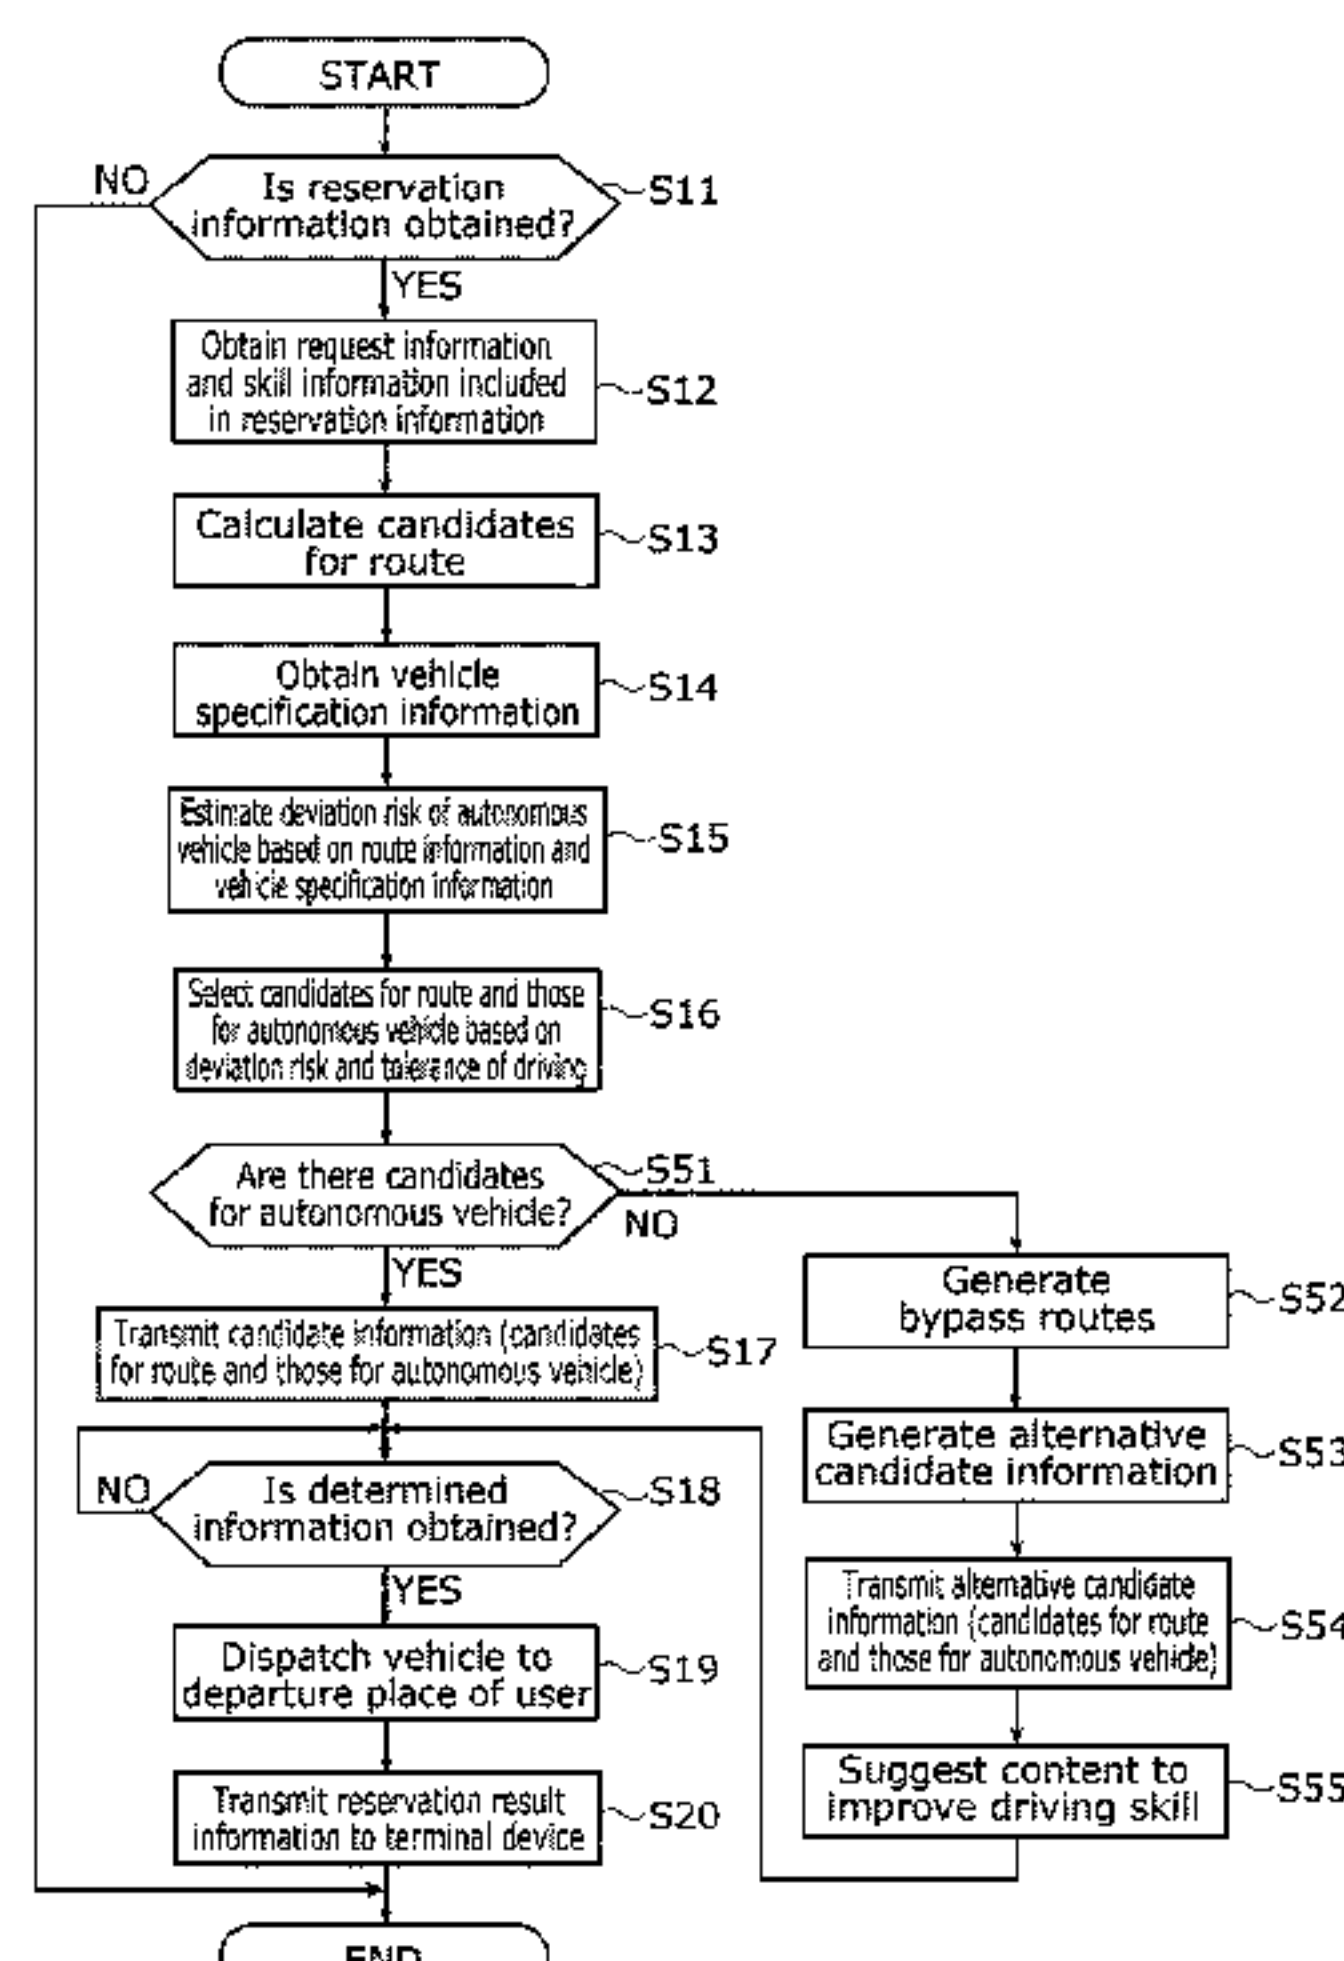 START
NO
Is reservation
information obtained?
S11
YES
Obtain request information
and skill information included
in reservation information
S12
Calculate candidates
for route
S13
Obtain vehicle
specification information
S14
Estimate deviation risk of autonomous
vehicle based on route information and
vehicle specification information
S15
Select candidates for route and those
for autonomous vehicle based on
deviation risk and tolerance of driving
S16
Are there candidates
for autonomous vehicle?
S51
NO
YES
Transmit candidate information (candidates
for route and those for autonomous vehicle)
S17
NO
Is determined
information obtained?
S18
YES
Dispatch vehicle to
departure place of user
S19
Transmit reservation result
information to terminal device
S20
END
Generate
bypass routes
S52
Generate alternative
candidate information
S53
Transmit alternative candidate
information (candidates for route
and those for autonomous vehicle)
S54
Suggest content to
improve driving skill
S55